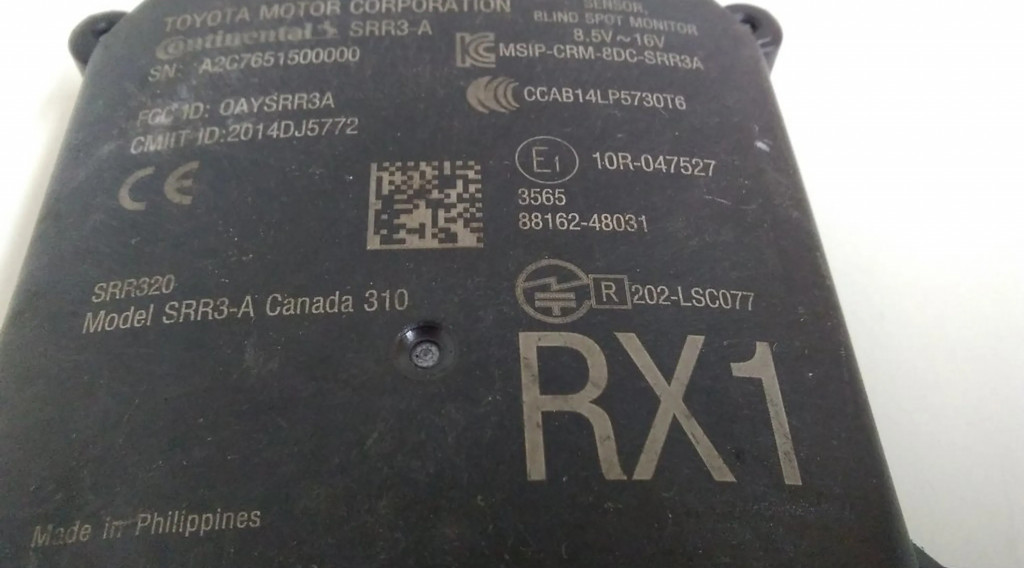 TOYOTA MOTOR CORPORATION
Continental SRR3-A
SN: A2C7651500000
FCC ID: OAYSRR3A
CMIIT ID:2014DJ5772
CE
SRR320
Model SRR3-A Canada 310
Made in Philippines
SENSOR,
BLIND SPOT MONITOR
8.5V~16V
MSIP-CRM-8DC-SRR3A
CCAB14LP5730T6
E1 10R-047527
3565
88162-48031
R 202-LSC077
RX1